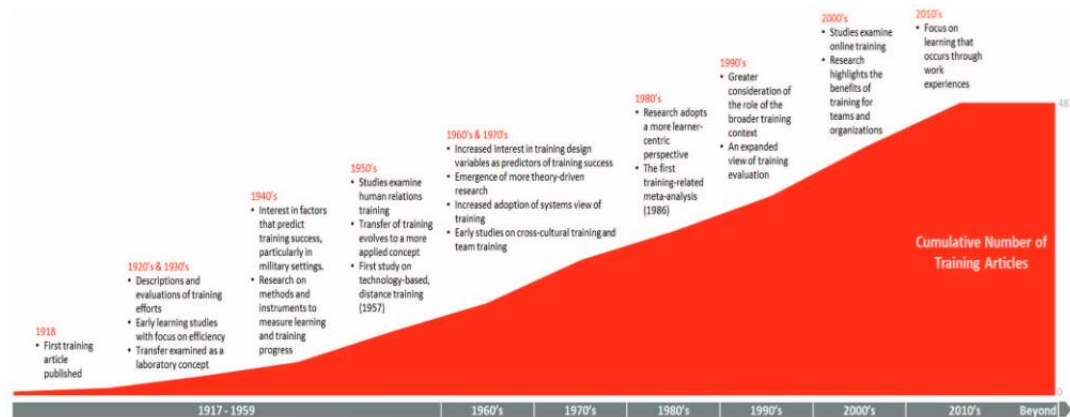 1918
• First training
article
published
1920's & 1930's
• Descriptions and
evaluations of training
efforts
• Early learning studies
with focus on efficiency
• Transfer examined as a
laboratory concept
1940's
• Interest in factors
that predict
training success,
particularly in
military settings.
• Research on
methods and
instruments to
measure learning
and training
progress
1950's
• Studies examine
human relations
training
• Transfer of training
evolves to a more
applied concept
• First study on
technology-based,
distance training
(1957)
1960's & 1970's
• Increased interest in training design
variables as predictors of training success
• Emergence of more theory-driven
research
• Increased adoption of systems view of
training
• Early studies on cross-cultural training and
team training
1980's
• Research adopts
a more learner-
centric
perspective
• The first
training-related
meta-analysis
(1986)
1990's
• Greater
consideration of
the role of the
broader training
context
• An expanded
view of training
evaluation
2000's
• Studies examine
online training
• Research
highlights the
benefits of
training for
teams and
organizations
2010's
• Focus on
learning that
occurs through
work
experiences
Cumulative Number of
Training Articles
0
1917 - 1959
1960's
1970's
1980's
1990's
2000's
2010's
Beyond